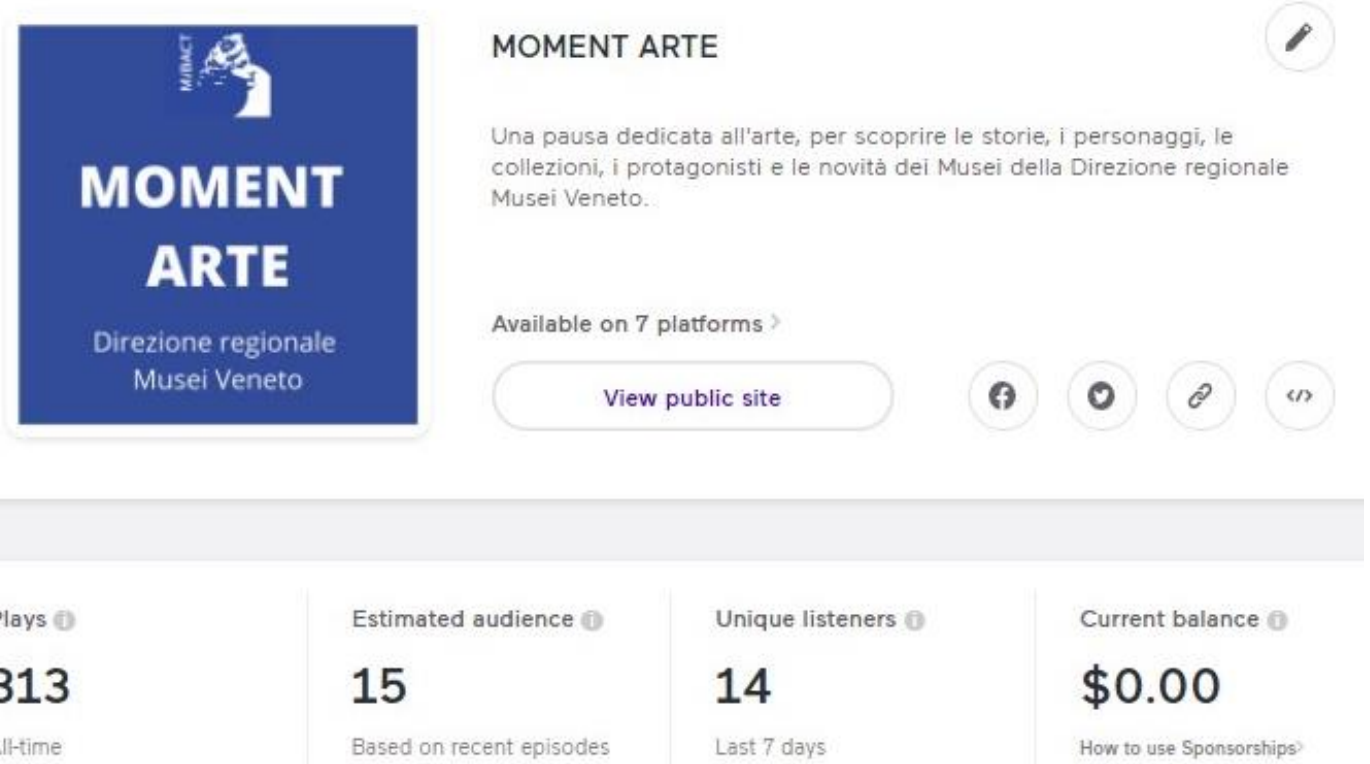 MiBACT
MOMENT
ARTE
Direzione regionale
Musei Veneto
MOMENT ARTE
Una pausa dedicata all'arte, per scoprire le storie, i personaggi, le
collezioni, i protagonisti e le novità dei Musei della Direzione regionale
Musei Veneto.
Available on 7 platforms >
View public site
Plays
Estimated audience
Unique listeners
Current balance
15
14
$0.00
All-time
Based on recent episodes
Last 7 days
How to use Sponsorships>